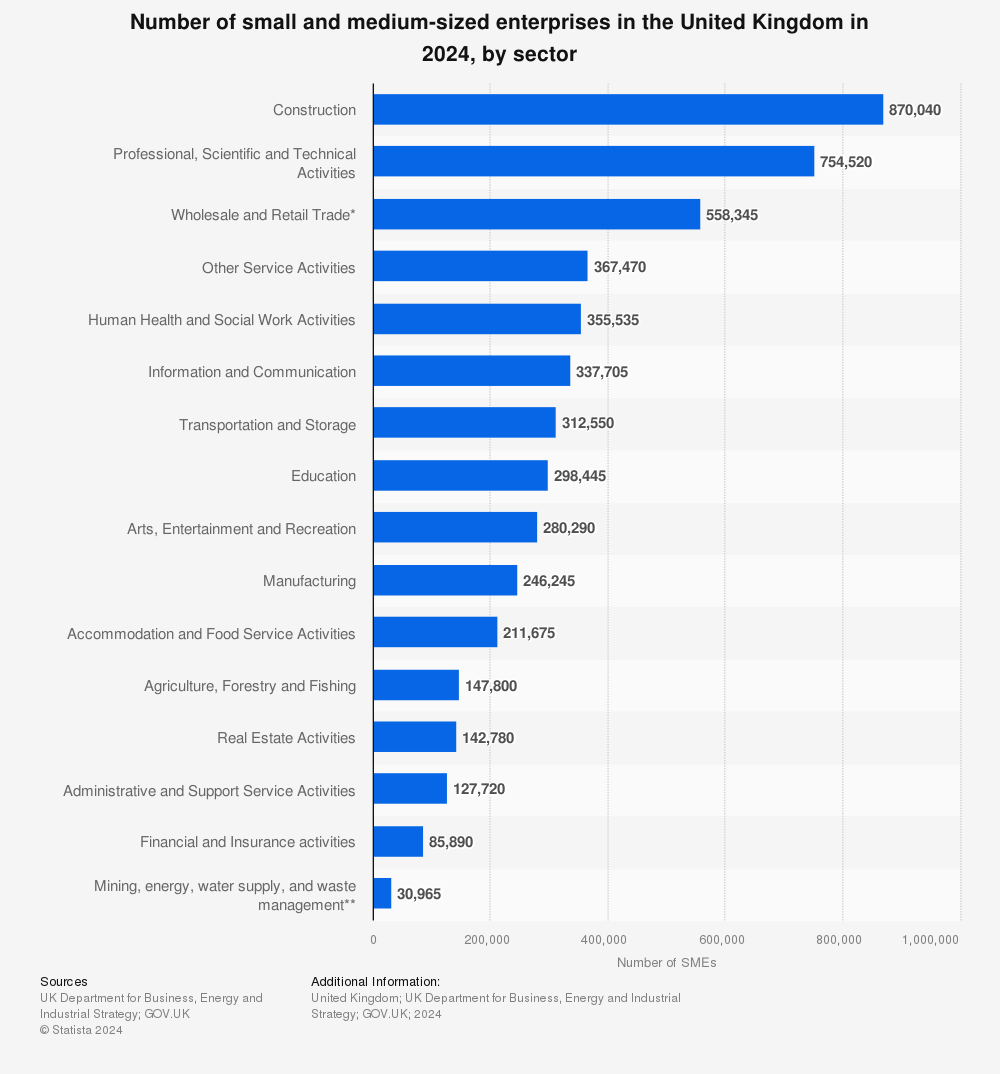 Number of small and medium-sized enterprises in the United Kingdom in
2024, by sector
Construction
870,040
Professional, Scientific and Technical
Activities
754,520
Wholesale and Retail Trade*
558,345
Other Service Activities
367,470
Human Health and Social Work Activities
355,535
Information and Communication
337,705
Transportation and Storage
312,550
Education
298,445
Arts, Entertainment and Recreation
280,290
Manufacturing
246,245
Accommodation and Food Service Activities
211,675
Agriculture, Forestry and Fishing
147,800
Real Estate Activities
142,780
Administrative and Support Service Activities
127,720
Financial and Insurance activities
85,890
Mining, energy, water supply, and waste
management**
30,965
0 200,000 400,000 600,000 800,000 1,000,000
Number of SMEs
Sources
UK Department for Business, Energy and
Industrial Strategy; GOV.UK
© Statista 2024
Additional Information:
United Kingdom; UK Department for Business, Energy and Industrial
Strategy; GOV.UK; 2024